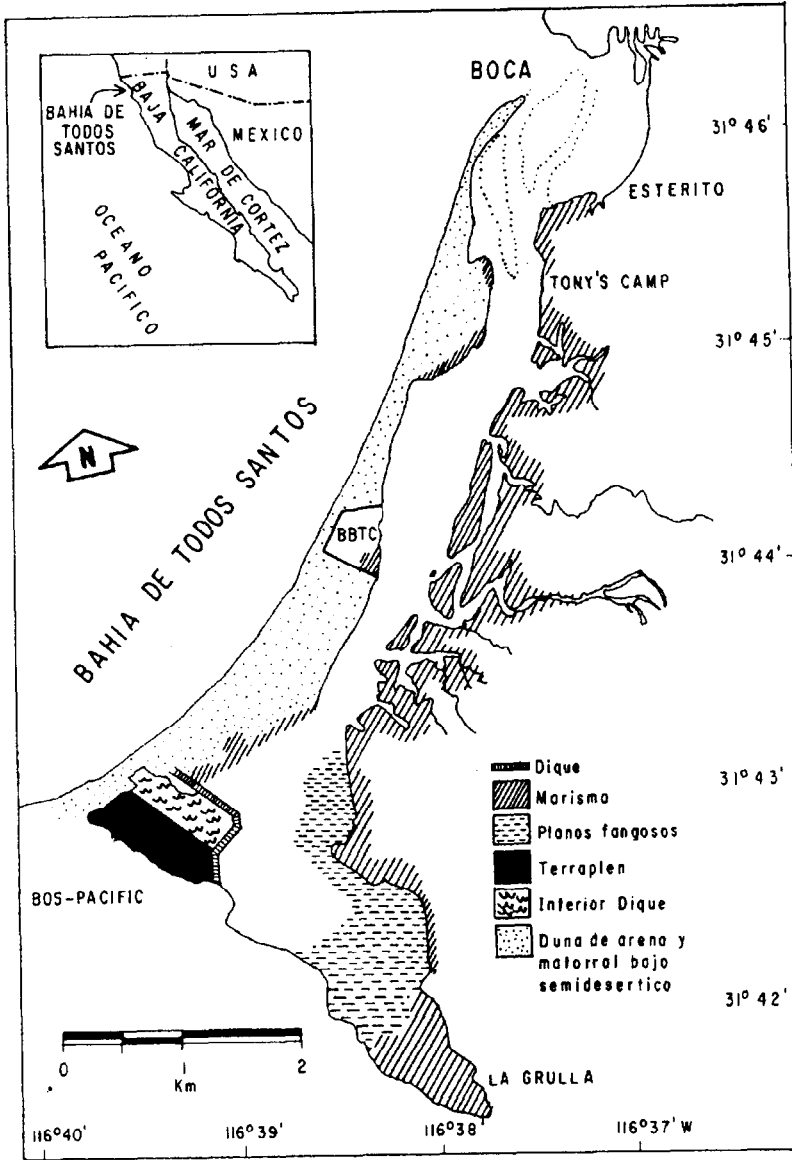 USA
BAHIA DE
TODOS
SANTOS
BAJA
CALIFORNIA
MEXICO
MAR DE CORTEZ
OCEANO
PACIFICO
BOCA
31° 46'
ESTERITO
TONY'S CAMP
31° 45'
N
BAHIA DE TODOS SANTOS
BBTC
31° 44'
31° 43'
Dique
Marisma
Planos fangosos
Terraplen
Interior Dique
Duna de arena y
matorral bajo
semidesertico
BOS-PACIFIC
31° 42'
0 1 2
Km
LA GRULLA
116° 40' 116° 39' 116° 38' 116° 37' W